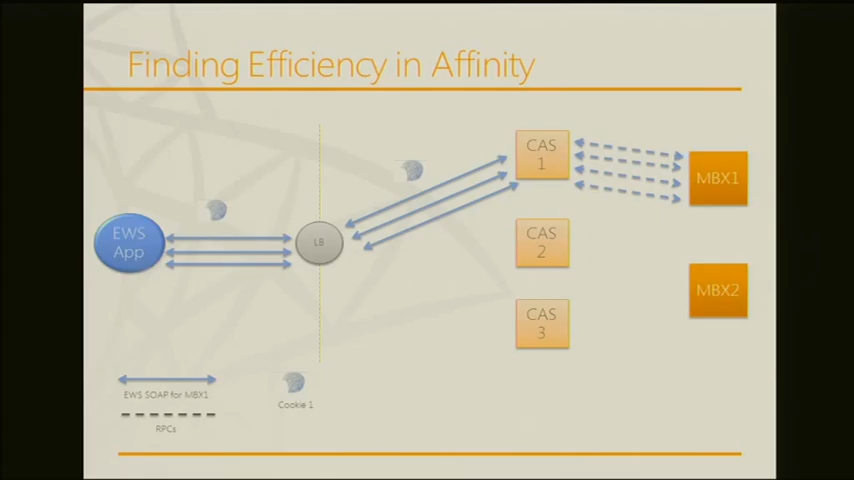 Finding Efficiency in Affinity
CAS
1
MBX1
EWS
App
LB
CAS
2
MBX2
CAS
3
EWS SOAP for MBX1
Cookie 1
RPCs